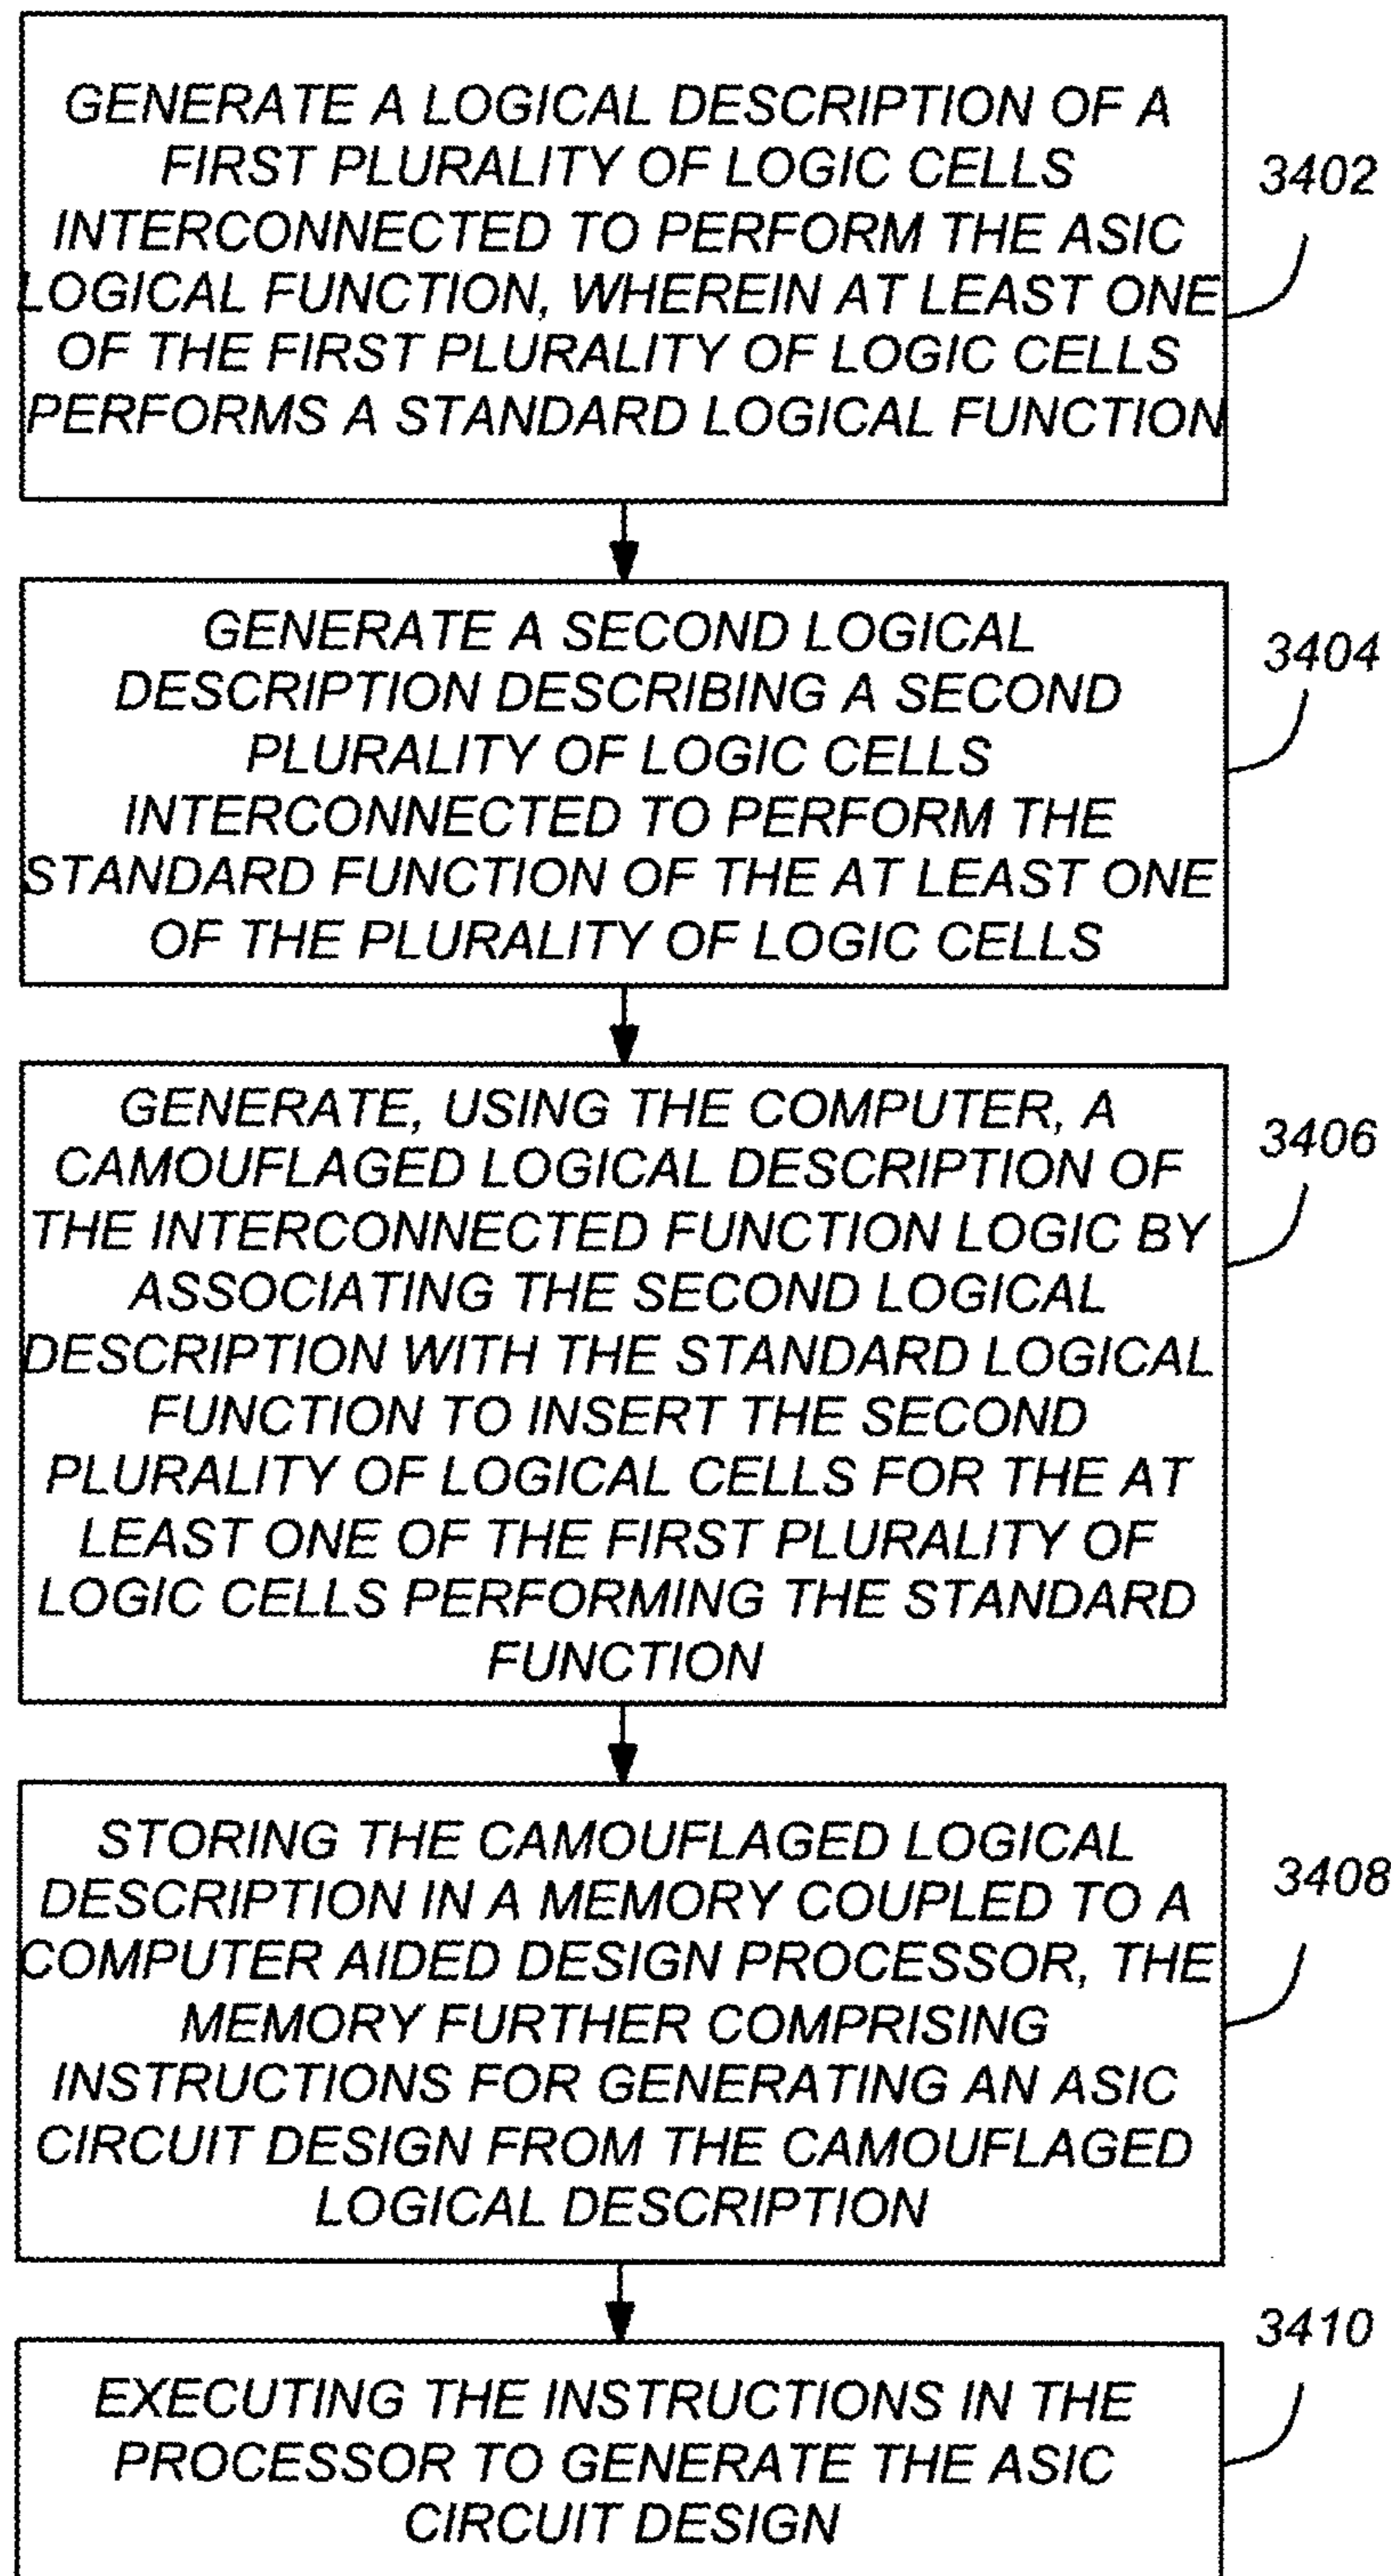 GENERATE A LOGICAL DESCRIPTION OF A
FIRST PLURALITY OF LOGIC CELLS
INTERCONNECTED TO PERFORM THE ASIC
LOGICAL FUNCTION, WHEREIN AT LEAST ONE
OF THE FIRST PLURALITY OF LOGIC CELLS
PERFORMS A STANDARD LOGICAL FUNCTION
3402
GENERATE A SECOND LOGICAL
DESCRIPTION DESCRIBING A SECOND
PLURALITY OF LOGIC CELLS
INTERCONNECTED TO PERFORM THE
STANDARD FUNCTION OF THE AT LEAST ONE
OF THE PLURALITY OF LOGIC CELLS
3404
GENERATE, USING THE COMPUTER, A
CAMOUFLAGED LOGICAL DESCRIPTION OF
THE INTERCONNECTED FUNCTION LOGIC BY
ASSOCIATING THE SECOND LOGICAL
DESCRIPTION WITH THE STANDARD LOGICAL
FUNCTION TO INSERT THE SECOND
PLURALITY OF LOGICAL CELLS FOR THE AT
LEAST ONE OF THE FIRST PLURALITY OF
LOGIC CELLS PERFORMING THE STANDARD
FUNCTION
3406
STORING THE CAMOUFLAGED LOGICAL
DESCRIPTION IN A MEMORY COUPLED TO A
COMPUTER AIDED DESIGN PROCESSOR, THE
MEMORY FURTHER COMPRISING
INSTRUCTIONS FOR GENERATING AN ASIC
CIRCUIT DESIGN FROM THE CAMOUFLAGED
LOGICAL DESCRIPTION
3408
EXECUTING THE INSTRUCTIONS IN THE
PROCESSOR TO GENERATE THE ASIC
CIRCUIT DESIGN
3410